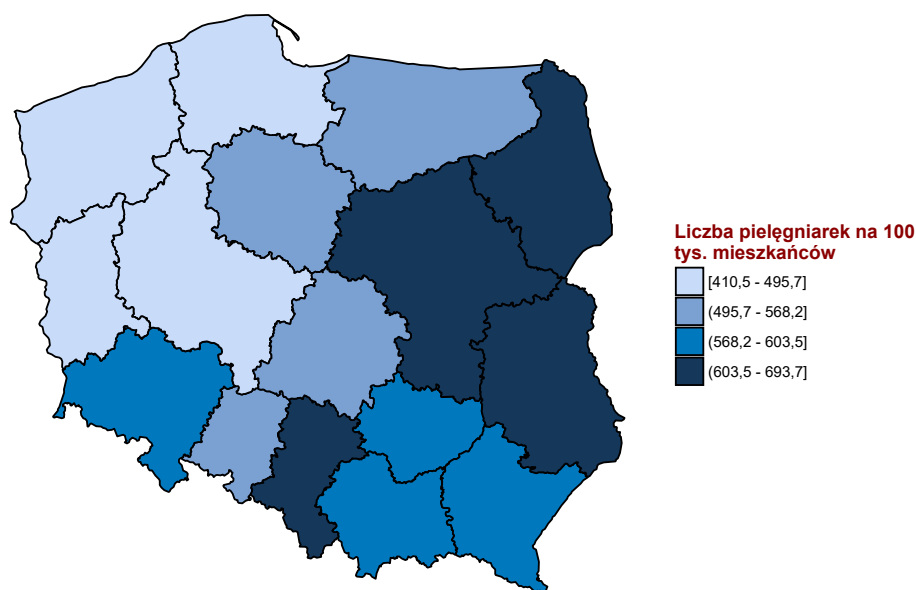 Liczba pielęgniarek na 100
tys. mieszkańców
[410,5 - 495,7]
(495,7 - 568,2]
(568,2 - 603,5]
(603,5 - 693,7]